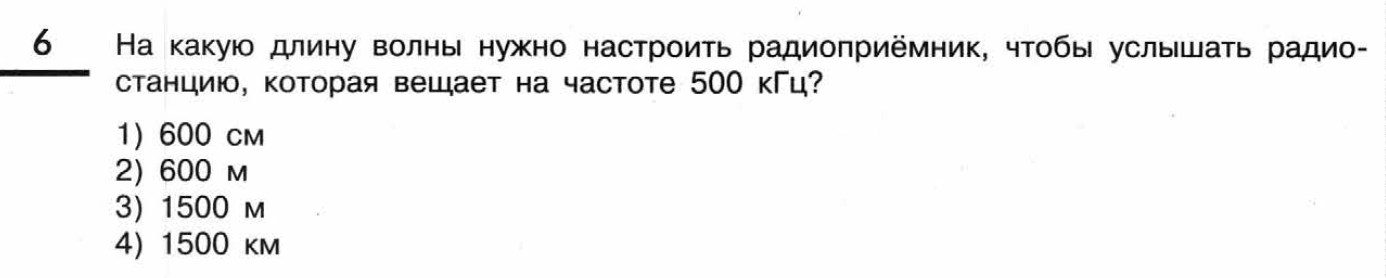 6
На какую длину волны нужно настроить радиоприёмник, чтобы услышать радио-
станцию, которая вещает на частоте 500 кГц?
1) 600 см
2) 600 м
3) 1500 м
4) 1500 км